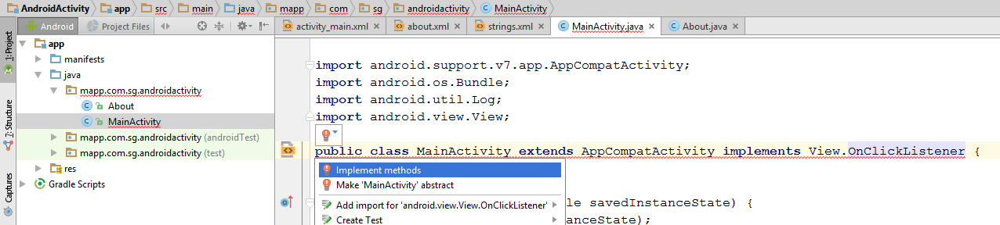 AndroidActivity app src main java mapp com sg androidactivity MainActivity
Android Project Files
activity_main.xml about.xml strings.xml MainActivity.java About.java
1: Project
7: Structure
Captures
app
manifests
java
mapp.com.sg.androidactivity
About
MainActivity
mapp.com.sg.androidactivity (androidTest)
mapp.com.sg.androidactivity (test)
res
Gradle Scripts
import android.support.v7.app.AppCompatActivity;
import android.os.Bundle;
import android.util.Log;
import android.view.View;
public class MainActivity extends AppCompatActivity implements View.OnClickListener {
Implement methods
Make 'MainActivity' abstract
Add import for 'android.view.View.OnClickListener'
Create Test
le savedInstanceState) {
anceState);